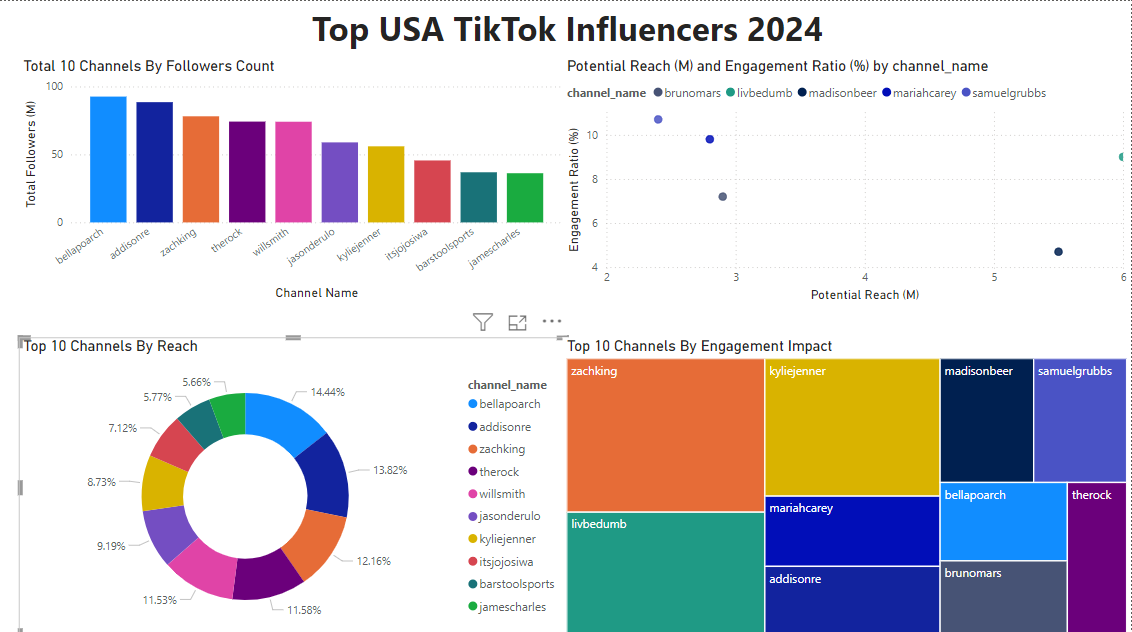 Top USA TikTok Influencers 2024
Total 10 Channels By Followers Count
Total Followers (M)
100
50
0
bellapoarch
addisonre
zachking
therock
willsmith
jasonderulo
kyliejenner
itsjojosiwa
barstoolsports
jamescharles
Channel Name
Potential Reach (M) and Engagement Ratio (%) by channel_name
channel_name brunomars livbedumb madisonbeer mariahcarey samuelgrubbs
Engagement Ratio (%)
10
8
6
4
2 3 4 5 6
Potential Reach (M)
Top 10 Channels By Reach
14.44%
13.82%
12.16%
11.58%
11.53%
9.19%
8.73%
7.12%
5.77%
5.66%
channel_name
bellapoarch
addisonre
zachking
therock
willsmith
jasonderulo
kyliejenner
itsjojosiwa
barstoolsports
jamescharles
Top 10 Channels By Engagement Impact
zachking
livbedumb
kyliejenner
mariahcarey
addisonre
madisonbeer
samuelgrubbs
bellapoarch
brunomars
therock